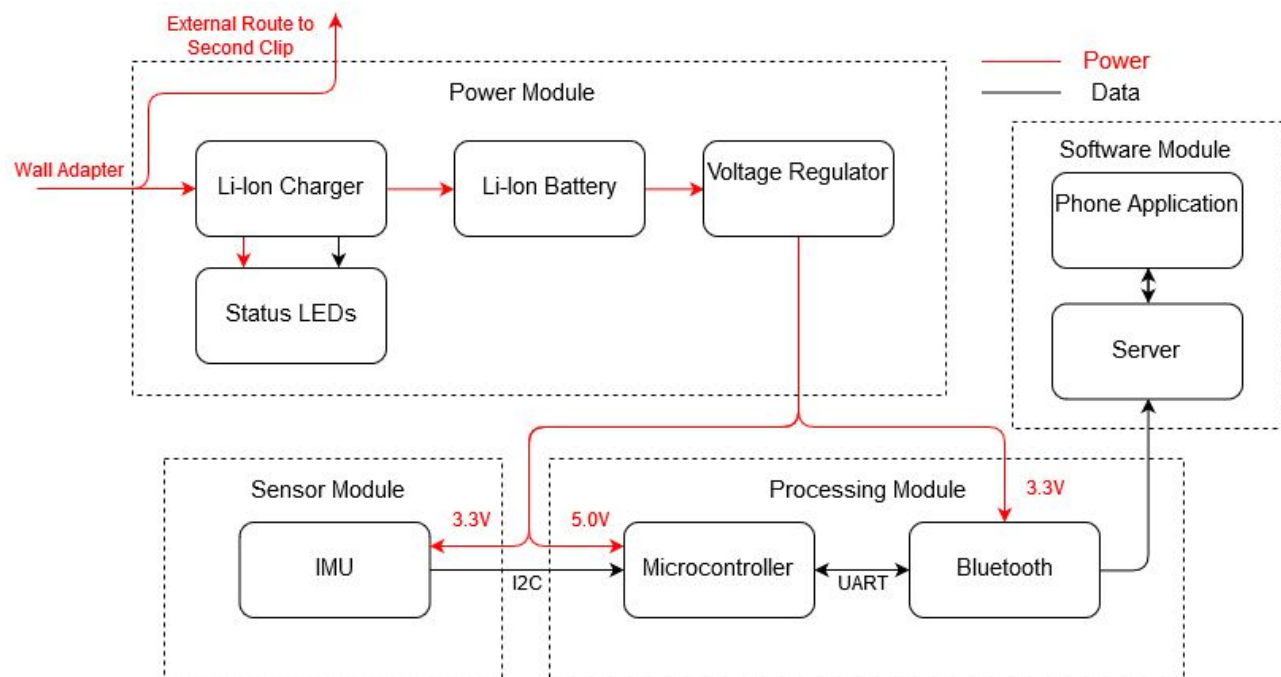 External Route to
Second Clip
Power
Data
Power Module
Wall Adapter
Li-Ion Charger
Li-Ion Battery
Voltage Regulator
Status LEDs
Software Module
Phone Application
Server
Sensor Module
Processing Module
3.3V
5.0V
3.3V
IMU
I2C
Microcontroller
UART
Bluetooth